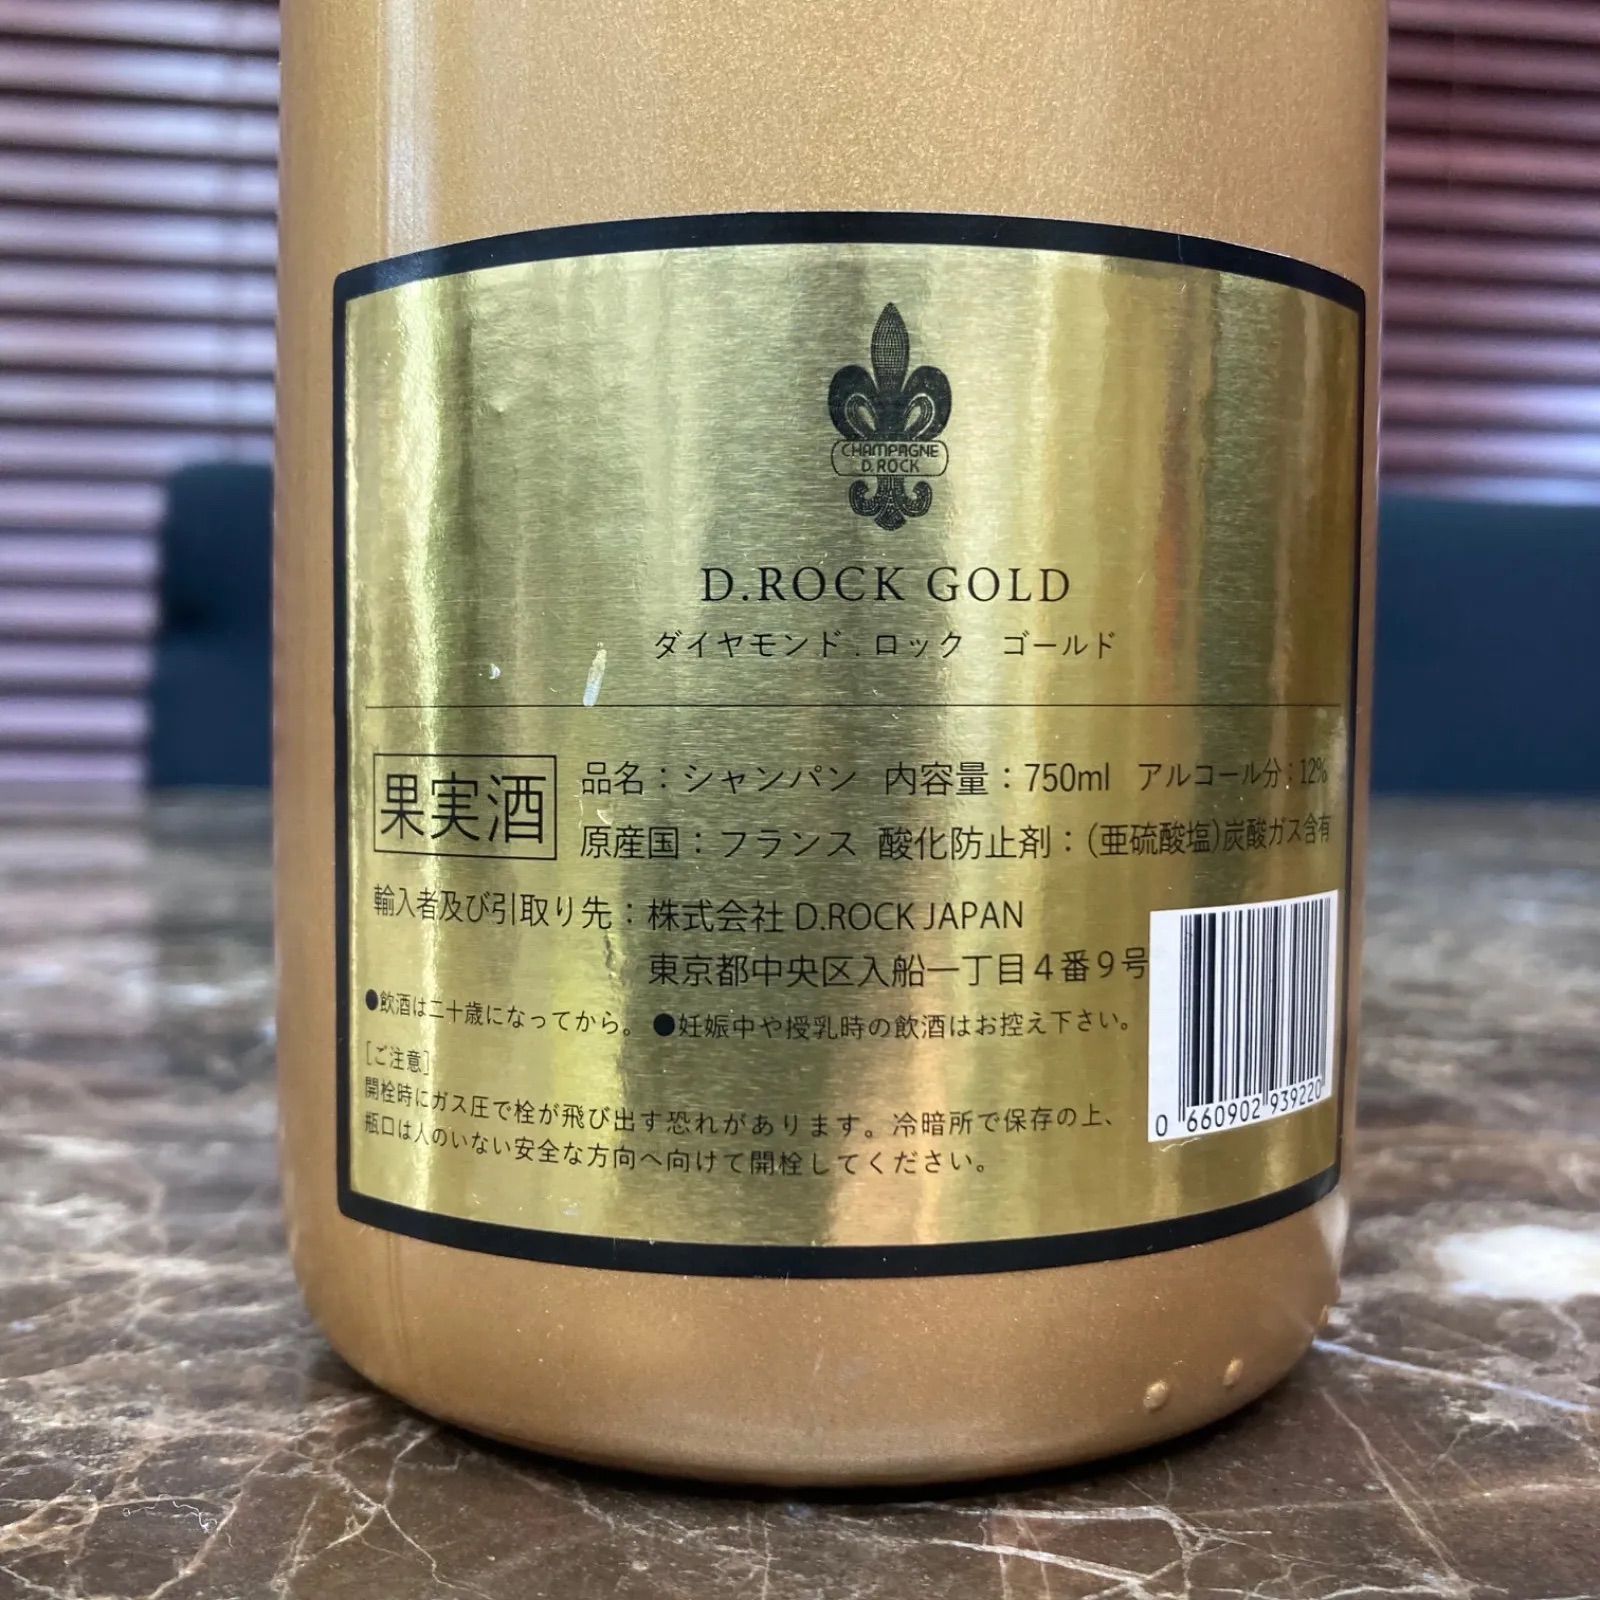 CHAMPAGNE
D.ROCK
D.ROCK GOLD
ダイヤモンド.ロック ゴールド
果実酒
品名：シャンパン 内容量：750ml アルコール分：12%
原産国：フランス 酸化防止剤：(亜硫酸塩)炭酸ガス含有
輸入者及び引取り先：株式会社 D.ROCK JAPAN
東京都中央区入船一丁目４番９号
●飲酒は二十歳になってから。 ●妊娠中や授乳時の飲酒はお控え下さい。
[ご注意]
開栓時にガス圧で栓が飛び出す恐れがあります。冷暗所で保存の上、
瓶口は人のいない安全な方向へ向けて開栓してください。
0 660902 939220